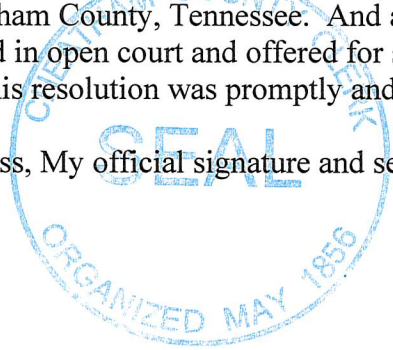 ham County, Tennessee. And a
d in open court and offered for s
is resolution was promptly and
ss, My official signature and se
SEAL
ORGANIZED MAY 1856